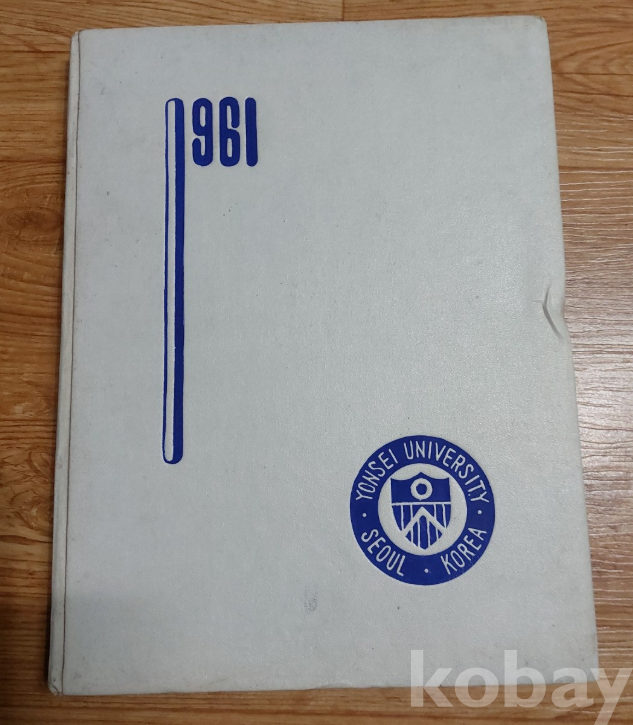 1961
YONSEI UNIVERSITY
· SEOUL · KOREA ·
kobay